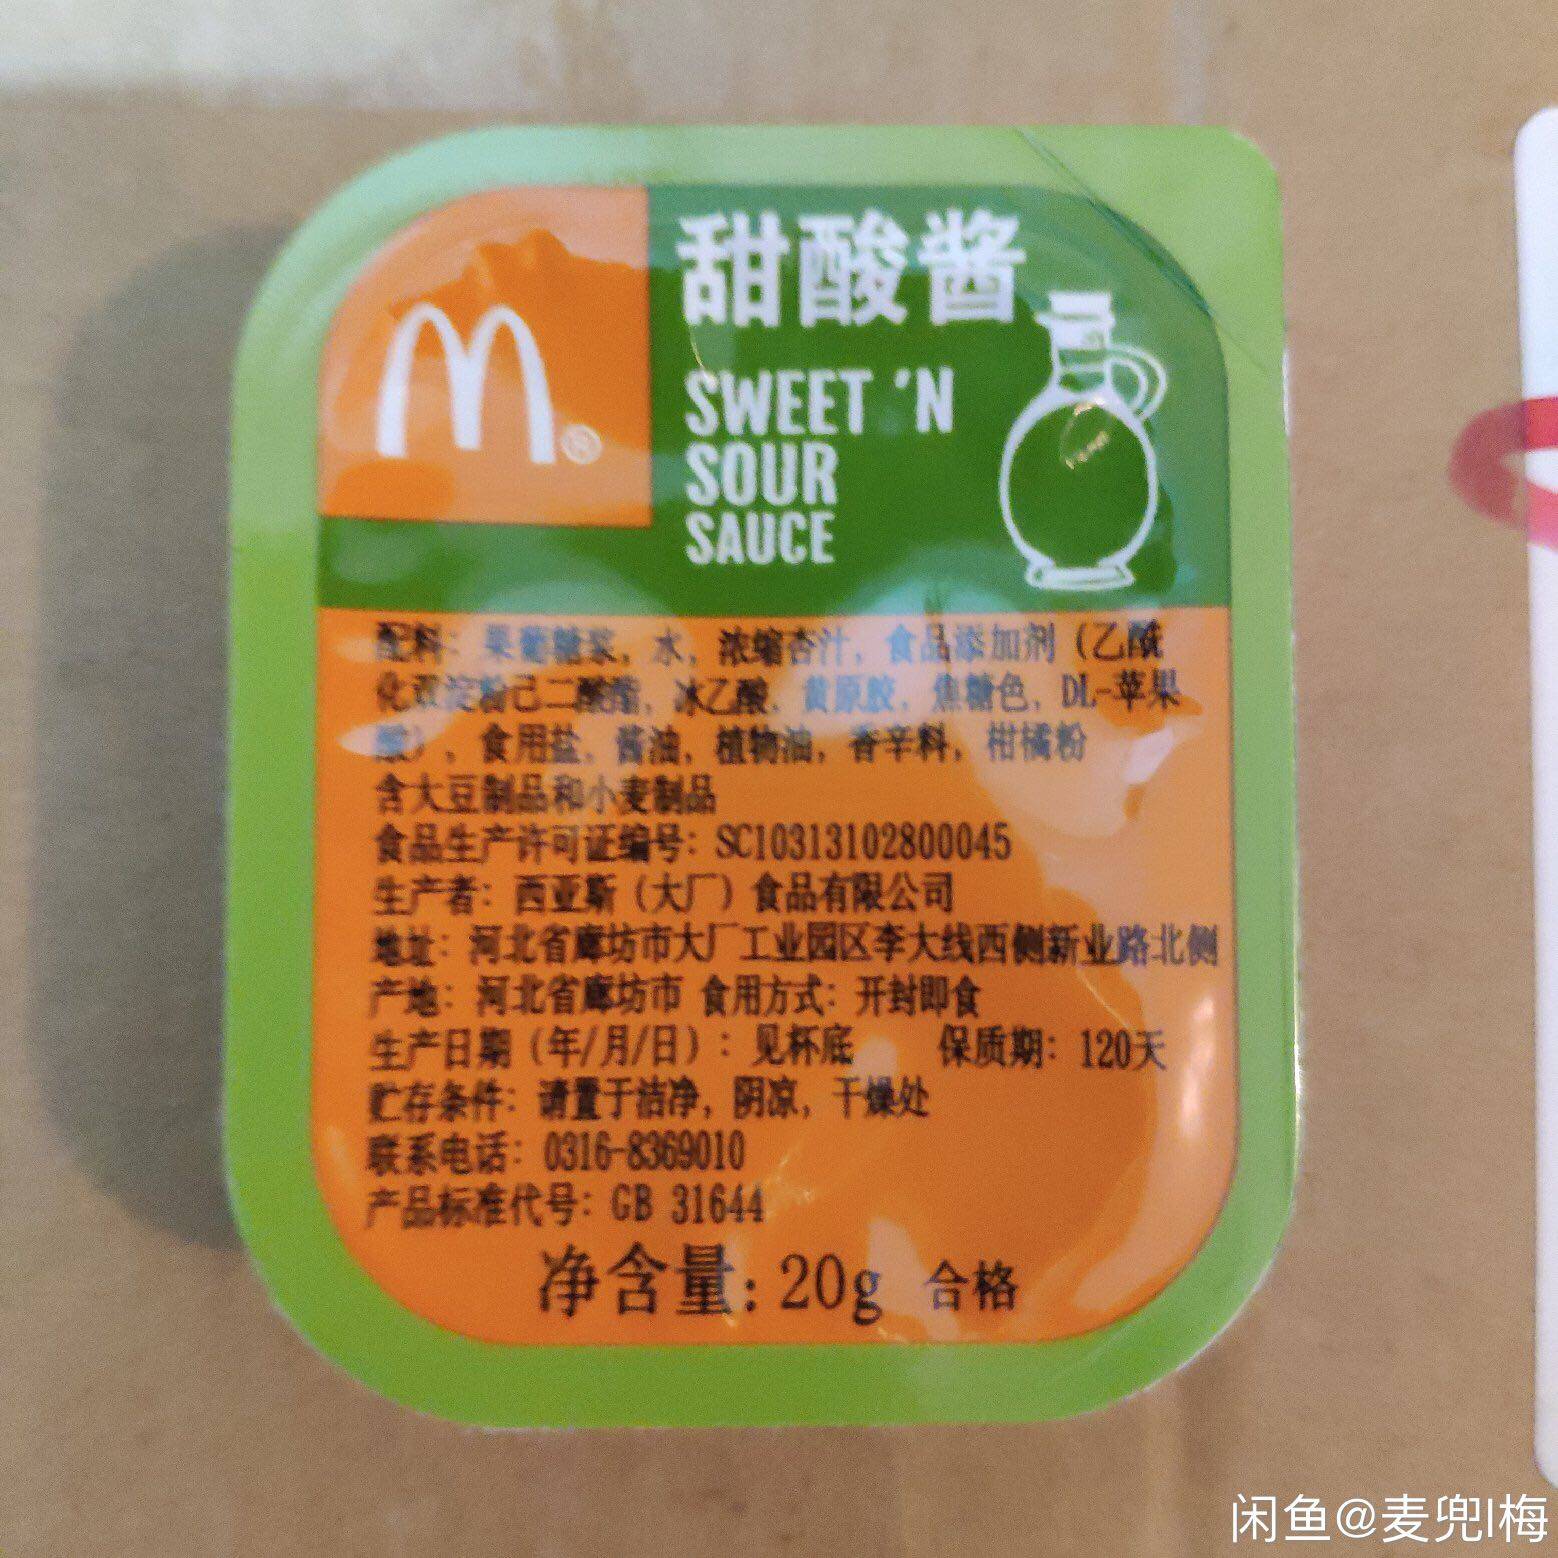 甜酸酱
M®
SWEET 'N
SOUR
SAUCE
配料：果葡糖浆，水，浓缩杏汁，食品添加剂（乙酰
化双淀粉己二酸酯，冰乙酸，黄原胶，焦糖色，DL-苹果
酸），食用盐，酱油，植物油，香辛料，柑橘粉
含大豆制品和小麦制品
食品生产许可证编号：SC10313102800045
生产者：西亚斯（大厂）食品有限公司
地址：河北省廊坊市大厂工业园区李大线西侧新业路北侧
产地：河北省廊坊市 食用方式：开封即食
生产日期（年/月/日）：见杯底 保质期：120天
贮存条件：请置于洁净，阴凉，干燥处
联系电话：0316-8369010
产品标准代号：GB 31644
净含量：20g 合格
闲鱼@麦兜l梅